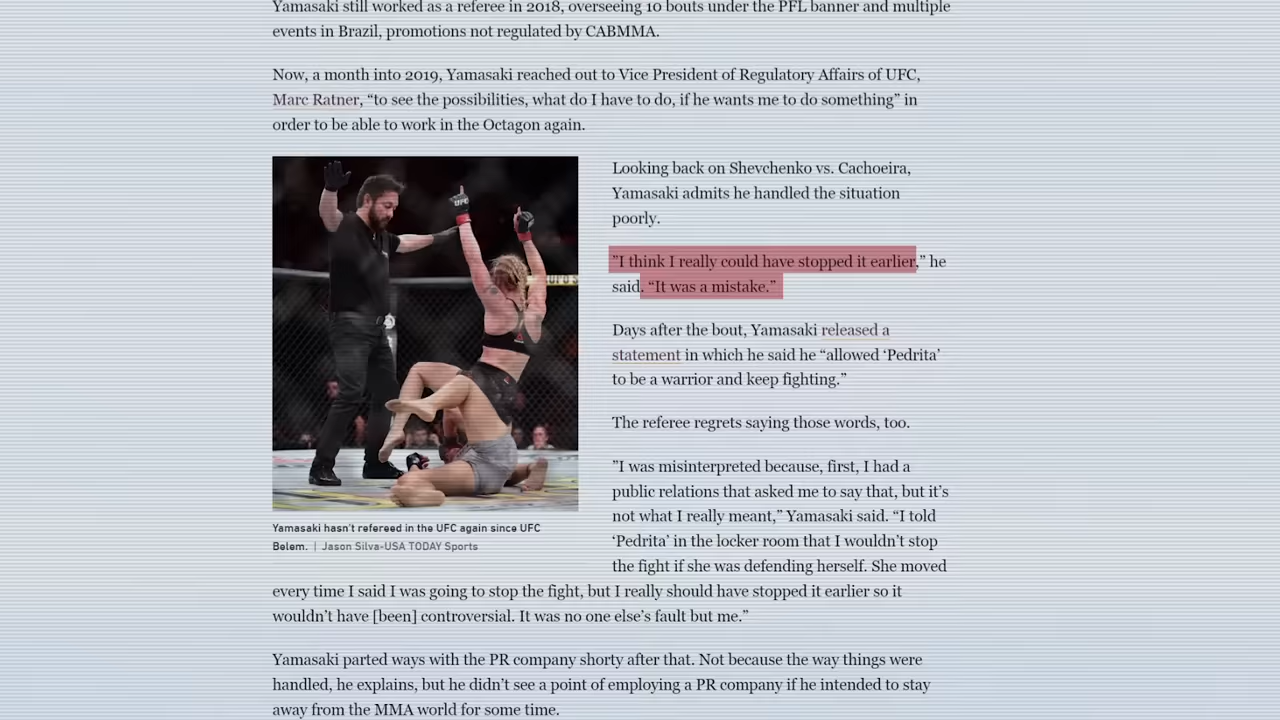 Yamasaki still worked as a referee in 2018, overseeing 10 bouts under the PFL banner and multiple
events in Brazil, promotions not regulated by CABMMA.
Now, a month into 2019, Yamasaki reached out to Vice President of Regulatory Affairs of UFC,
Marc Ratner, “to see the possibilities, what do I have to do, if he wants me to do something” in
order to be able to work in the Octagon again.
Looking back on Shevchenko vs. Cachoeira,
Yamasaki admits he handled the situation
poorly.
”I think I really could have stopped it earlier,” he
said. “It was a mistake.”
Days after the bout, Yamasaki released a
statement in which he said he “allowed ‘Pedrita’
to be a warrior and keep fighting.”
The referee regrets saying those words, too.
”I was misinterpreted because, first, I had a
public relations that asked me to say that, but it’s
not what I really meant,” Yamasaki said. “I told
‘Pedrita’ in the locker room that I wouldn’t stop
the fight if she was defending herself. She moved
every time I said I was going to stop the fight, but I really should have stopped it earlier so it
wouldn’t have [been] controversial. It was no one else’s fault but me.”
UFC
Yamasaki hasn't refereed in the UFC again since UFC
Belem. | Jason Silva-USA TODAY Sports
Yamasaki parted ways with the PR company shorty after that. Not because the way things were
handled, he explains, but he didn’t see a point of employing a PR company if he intended to stay
away from the MMA world for some time.